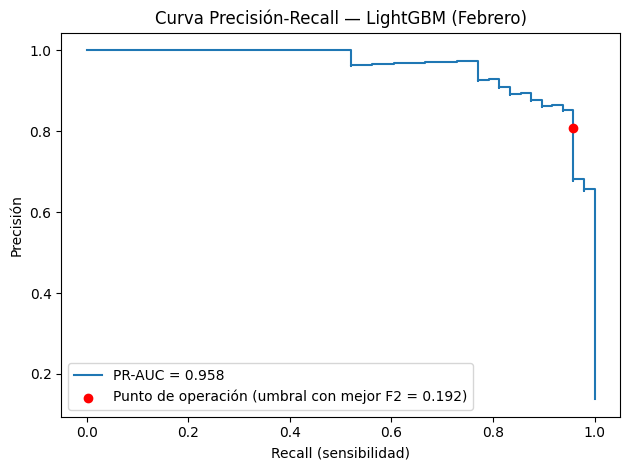 Curva Precisión-Recall — LightGBM (Febrero)
1.0
0.8
0.6
0.4
0.2
Precisión
PR-AUC = 0.958
Punto de operación (umbral con mejor F2 = 0.192)
0.0
0.2
0.4
0.6
0.8
1.0
Recall (sensibilidad)